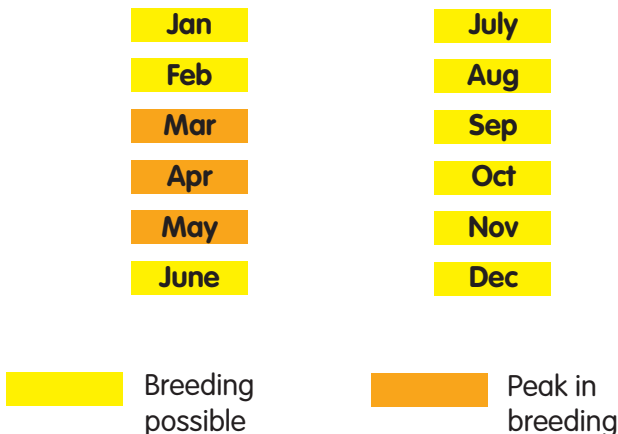 Jan
Feb
Mar
Apr
May
June
July
Aug
Sep
Oct
Nov
Dec
Breeding
possible
Peak in
breeding